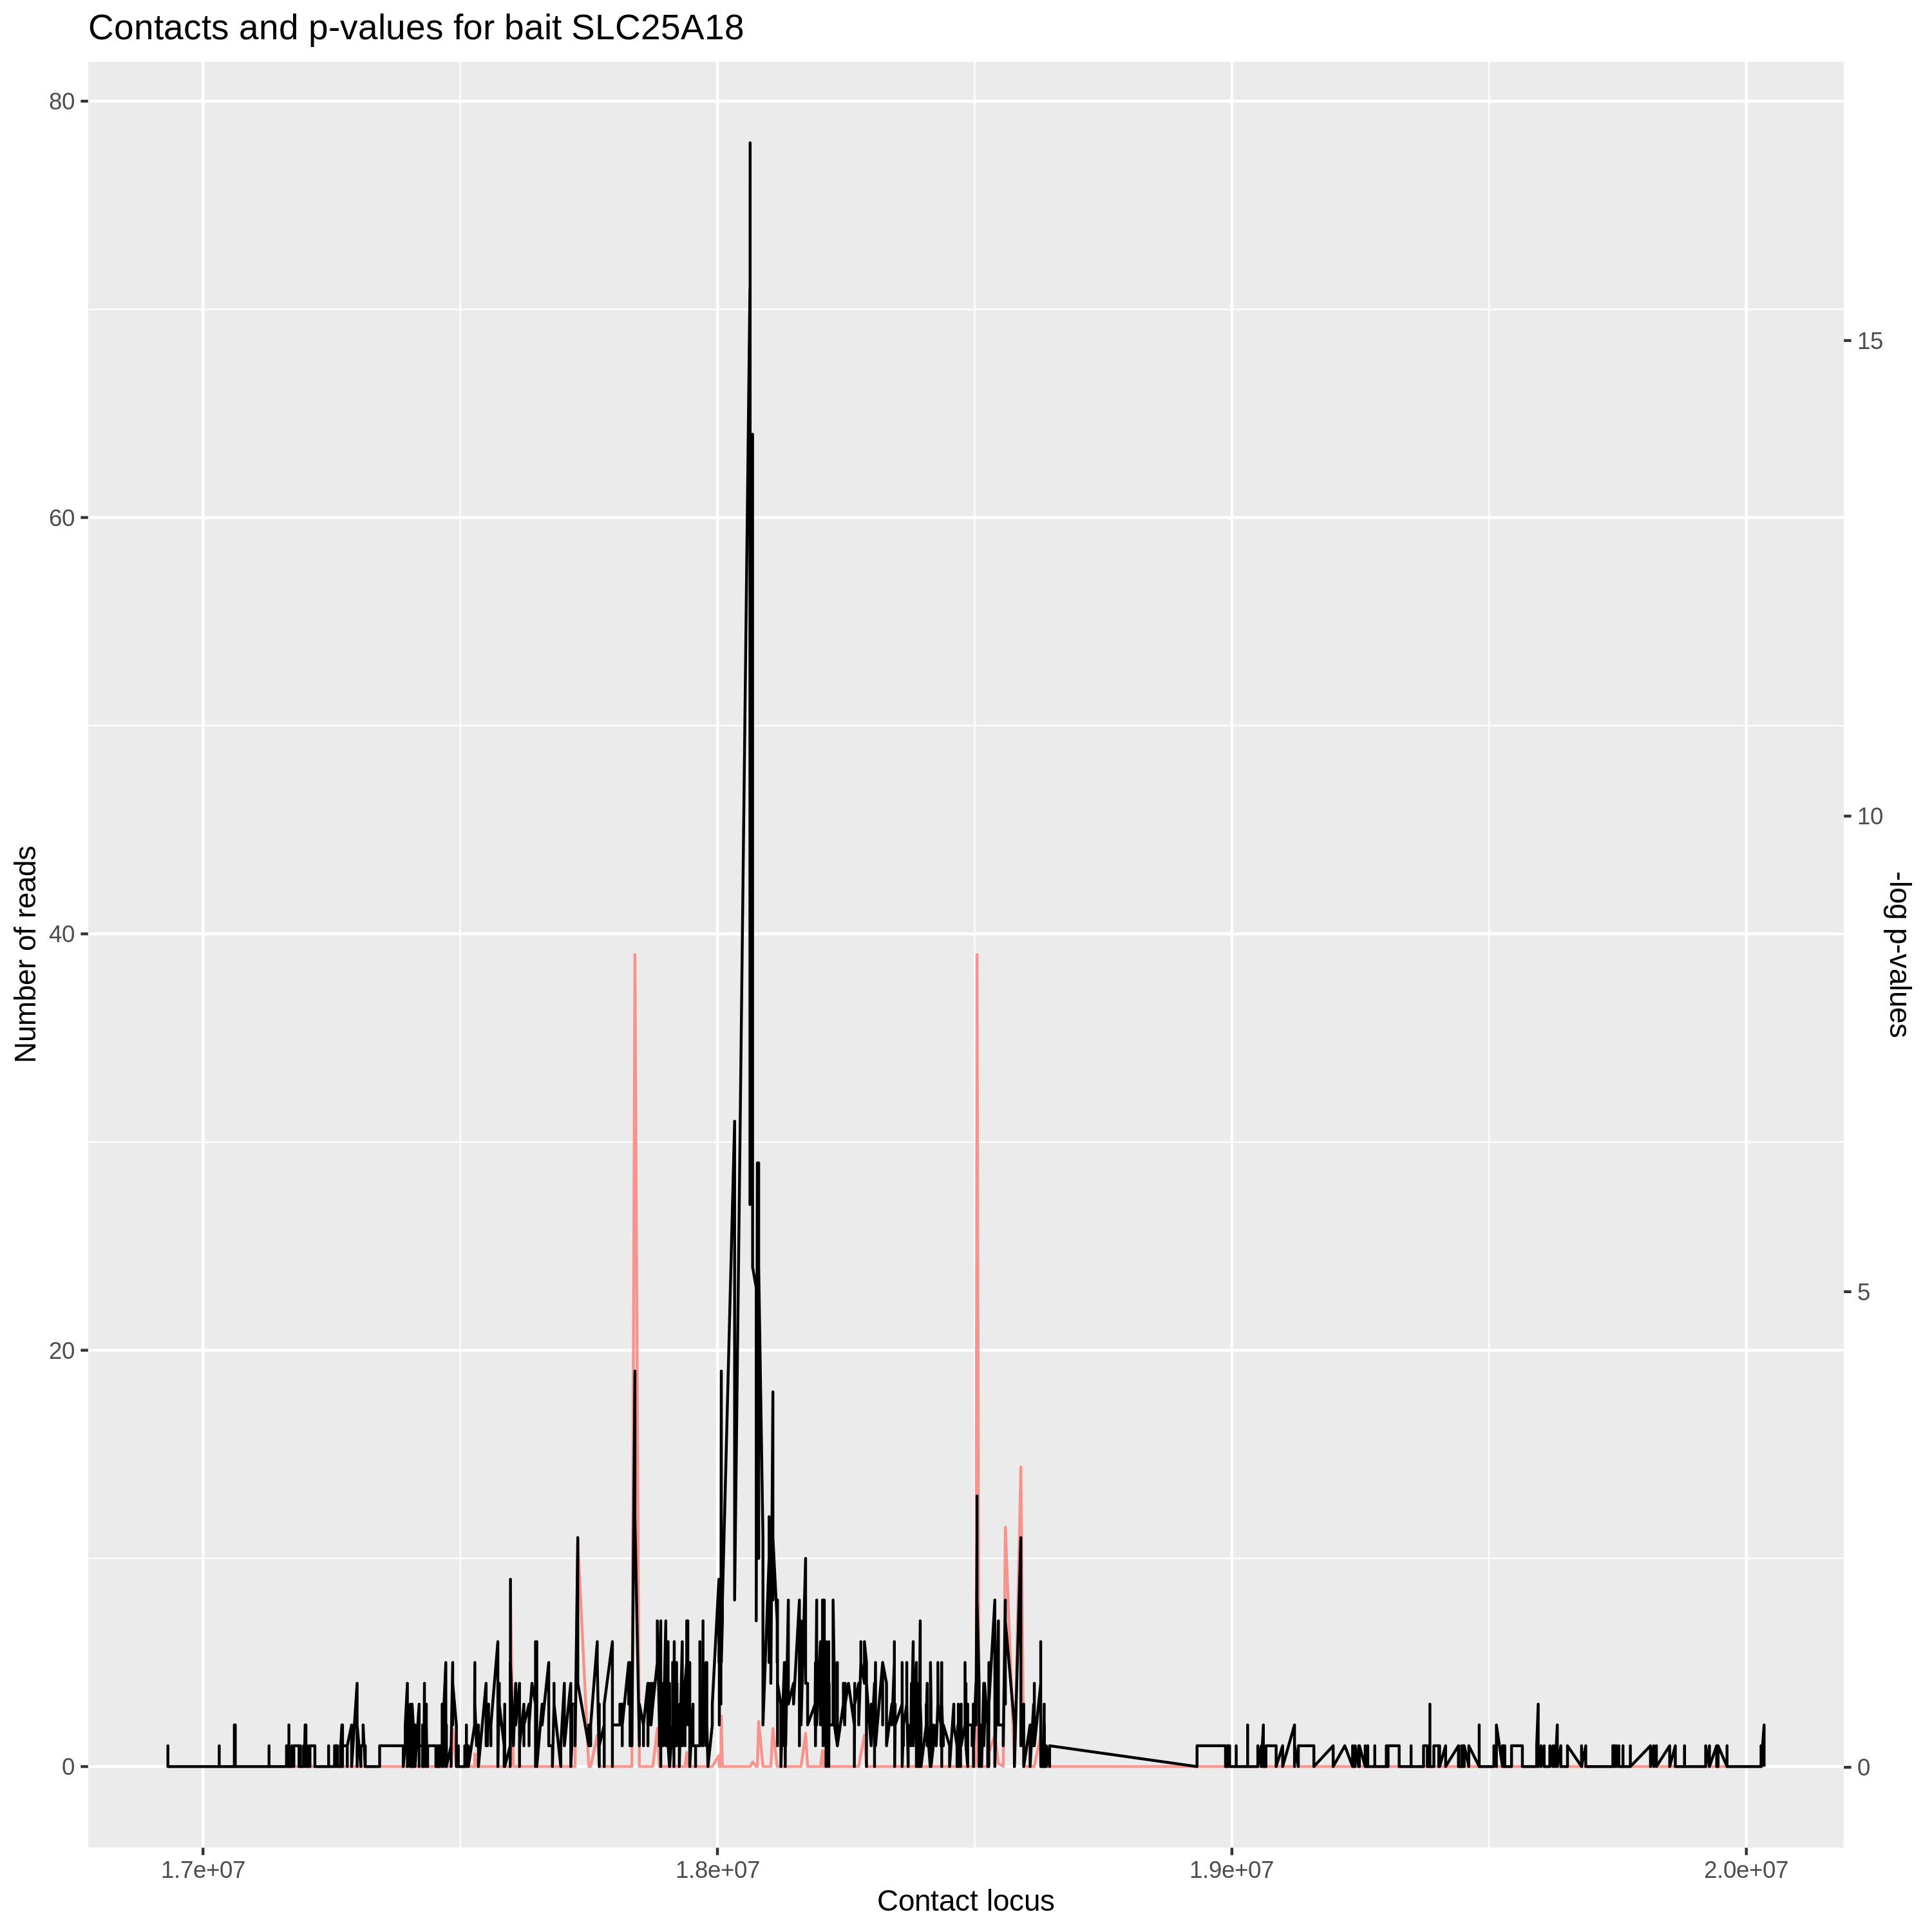 Contacts and p-values for bait SLC25A18
80
60
40
20
0
Number of reads
15
10
5
0
-log p-values
1.7e+07
1.8e+07
1.9e+07
2.0e+07
Contact locus